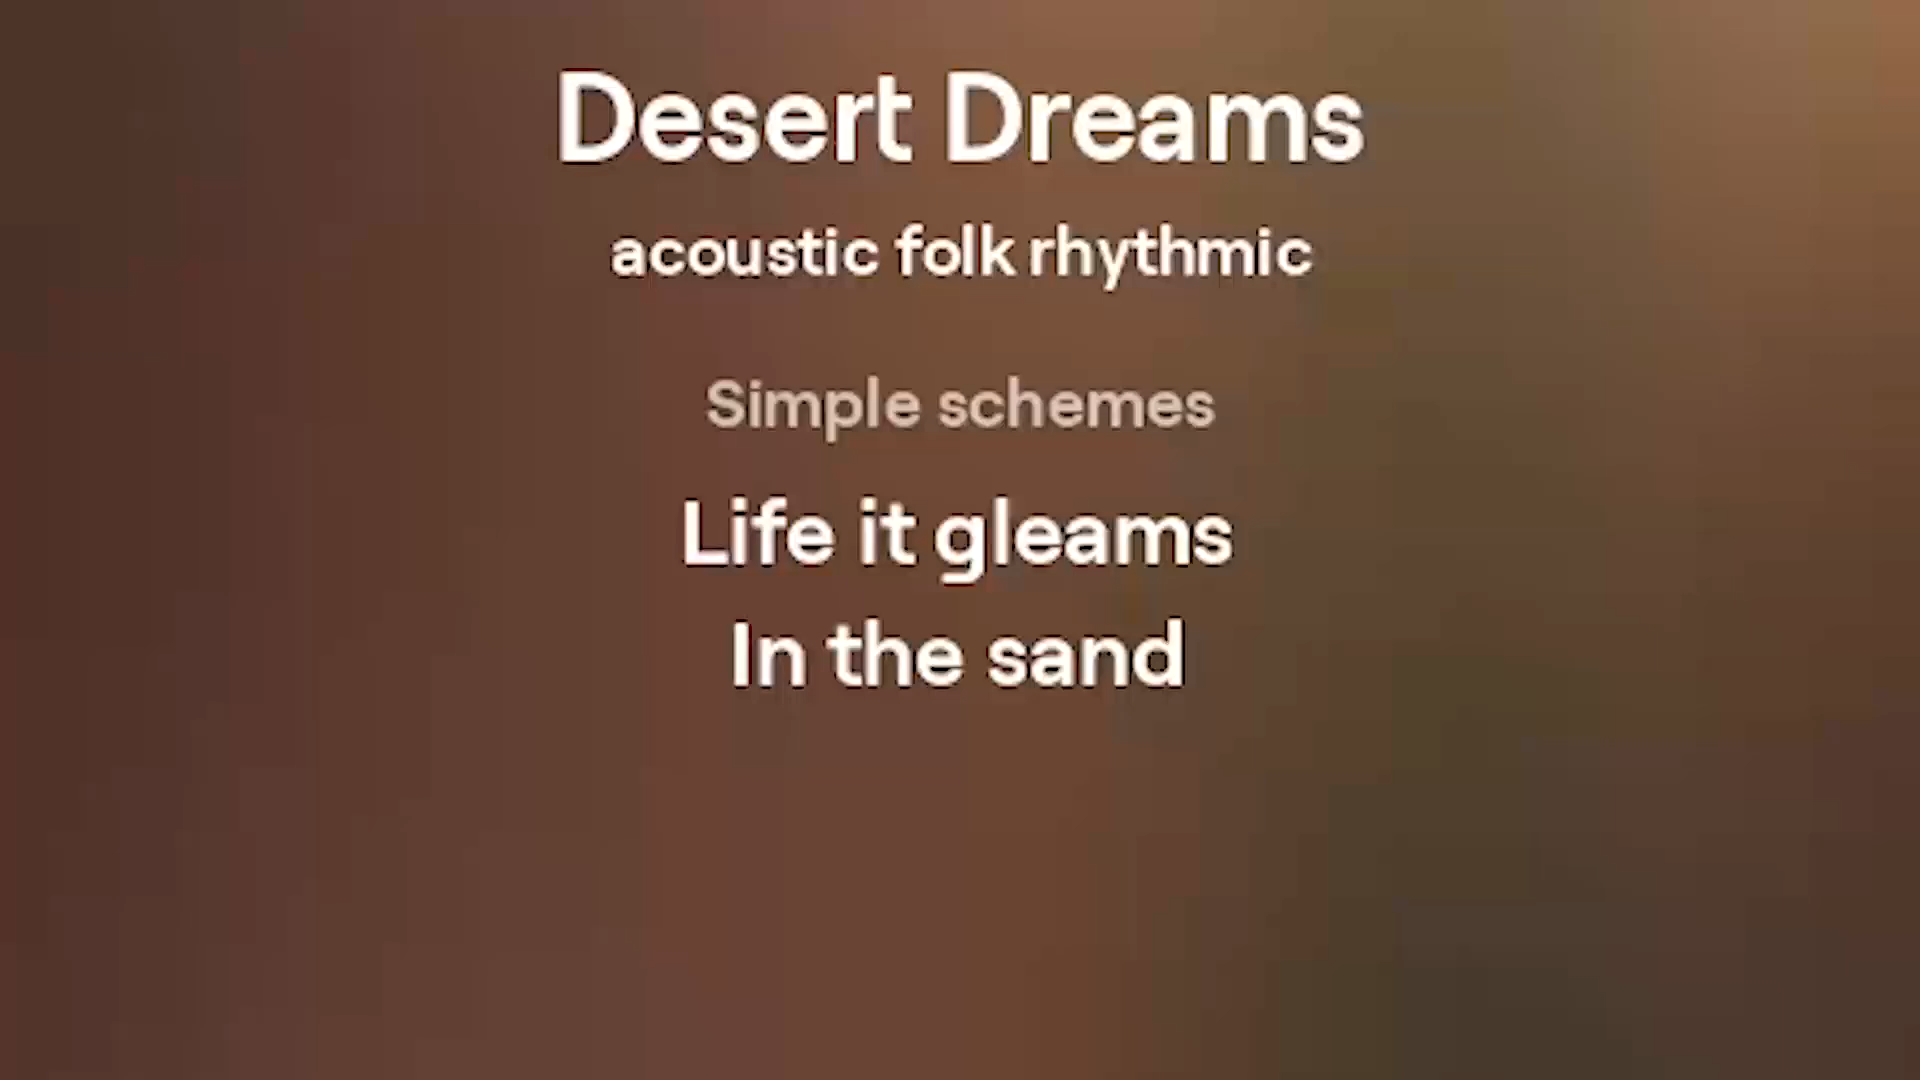 Desert Dreams
acoustic folk rhythmic
Simple schemes
Life it gleams
In the sand